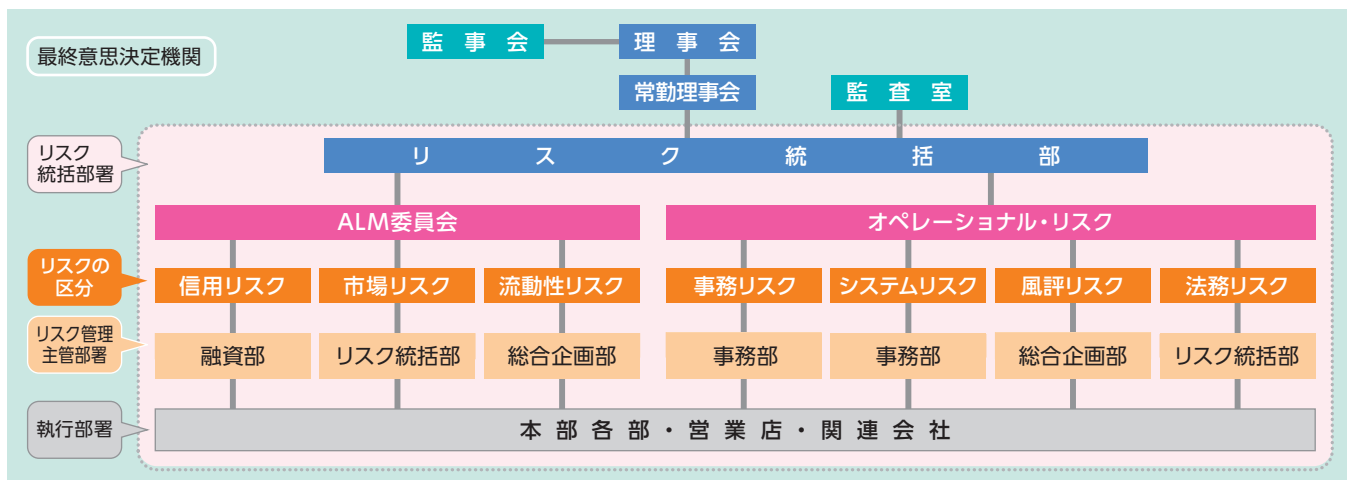 最終意思決定機関
監事会
理事会
常勤理事会
監査室
リスク
統括部署
リスク統括部
ALM委員会
オペレーショナル・リスク
リスクの
区分
信用リスク
市場リスク
流動性リスク
事務リスク
システムリスク
風評リスク
法務リスク
リスク管理
主管部署
融資部
リスク統括部
総合企画部
事務部
事務部
総合企画部
リスク統括部
執行部署
本部各部・営業店・関連会社